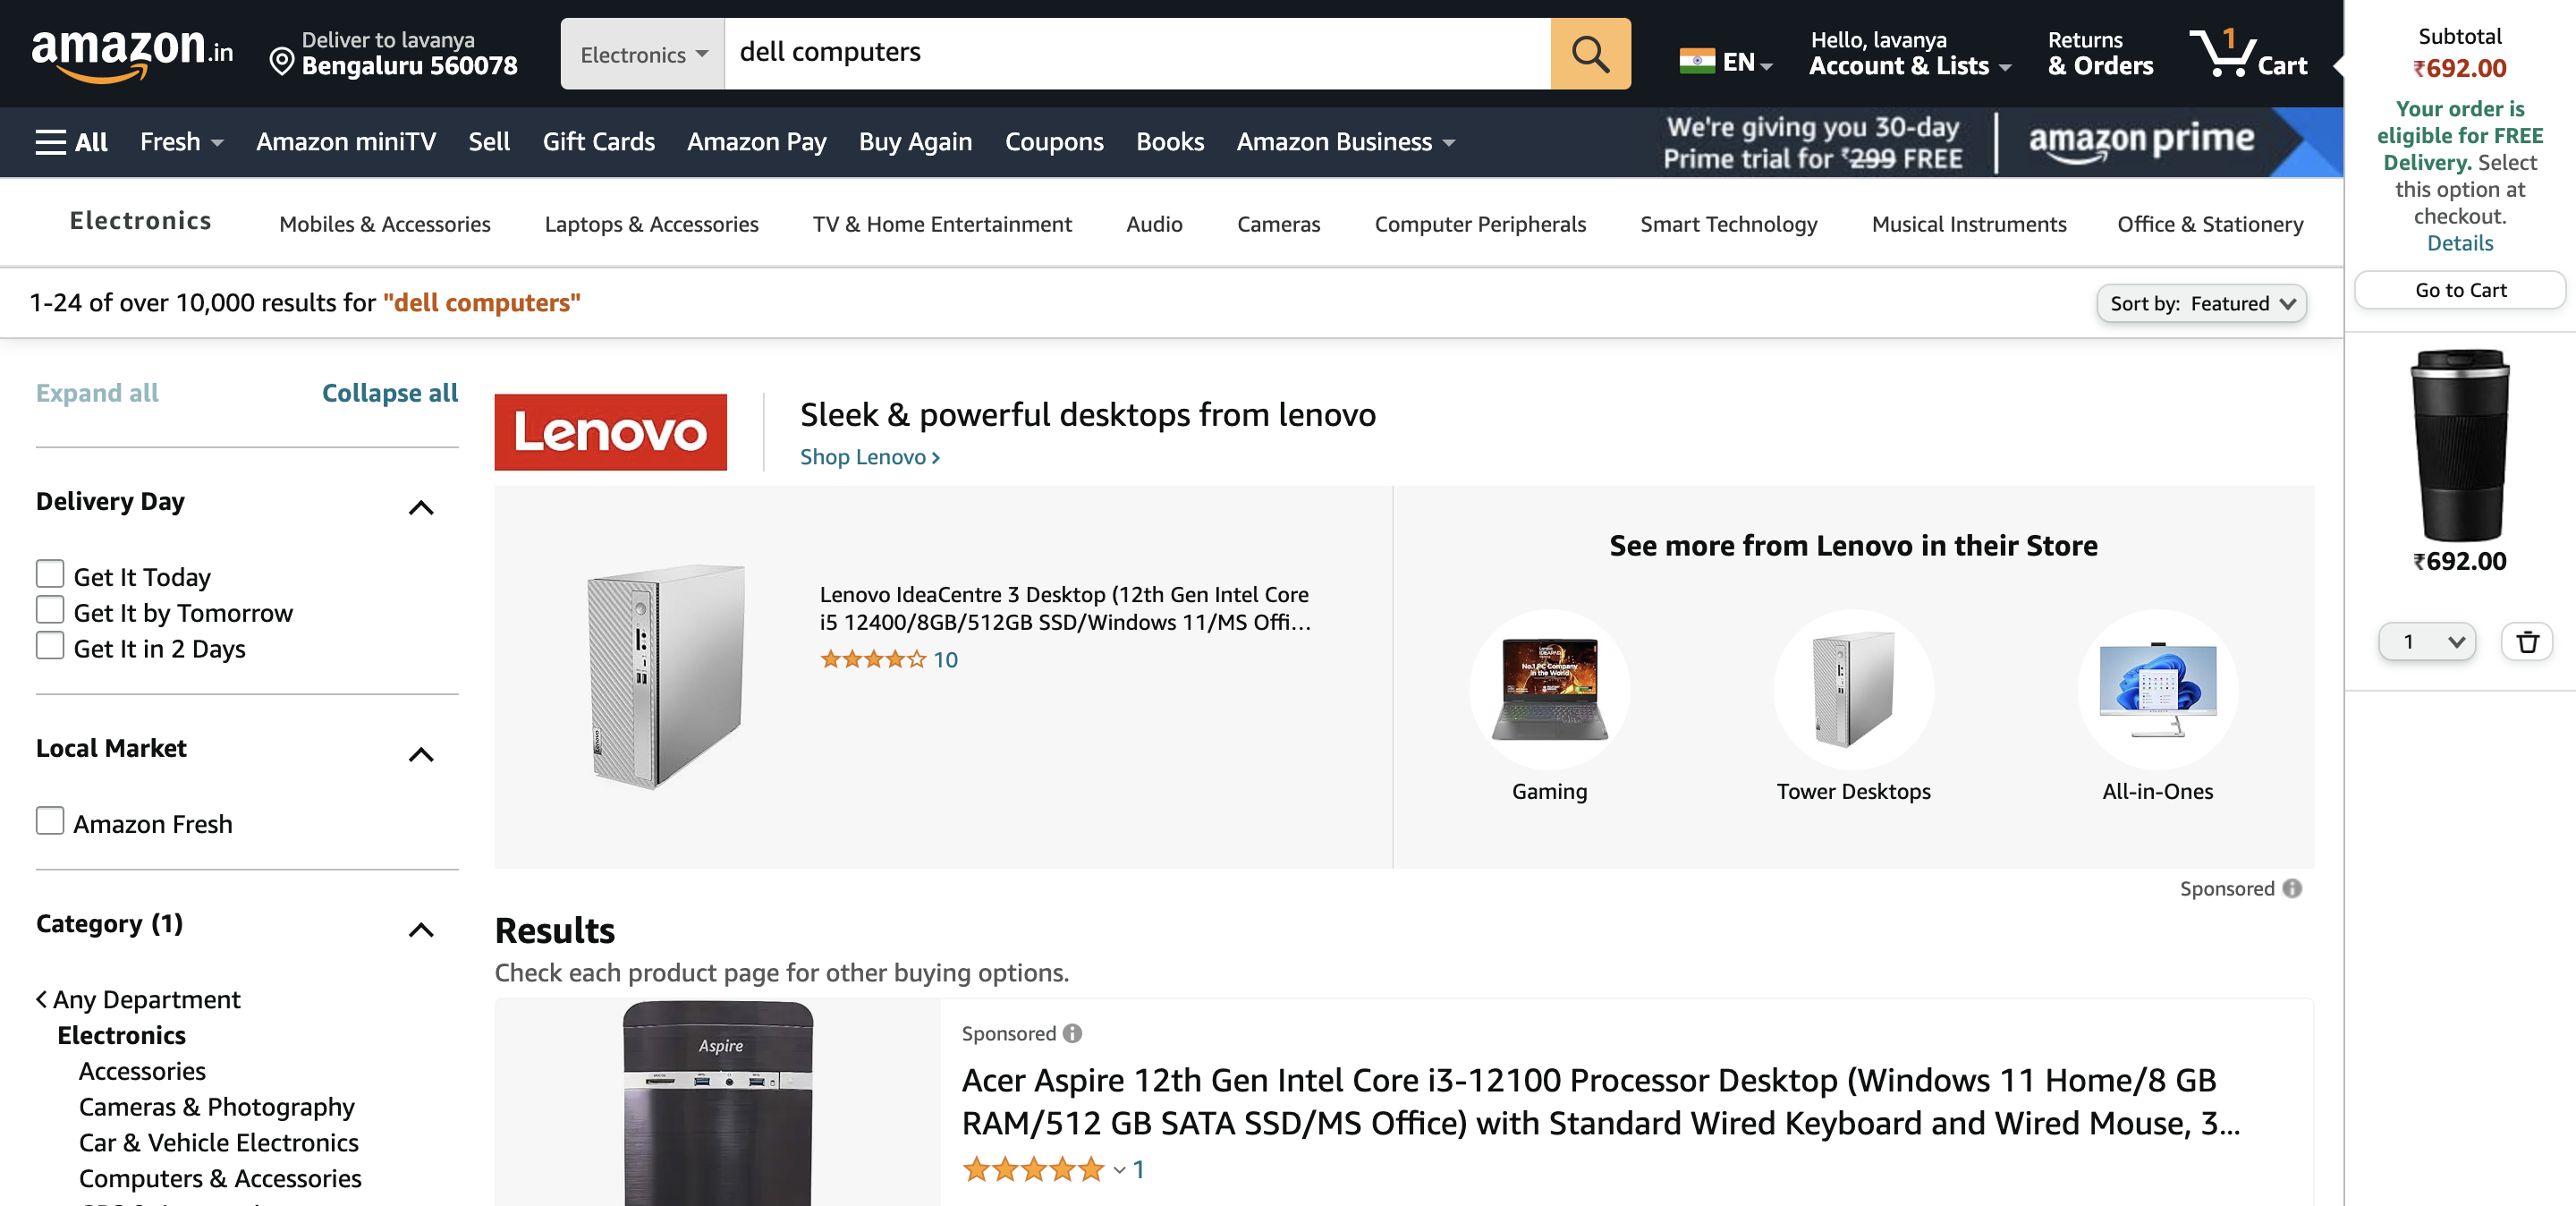 amazon.in
Deliver to lavanya
Bengaluru 560078
Electronics
dell computers
EN
Hello, lavanya
Account & Lists
Returns
& Orders
1
Cart
All
Fresh
Amazon miniTV
Sell
Gift Cards
Amazon Pay
Buy Again
Coupons
Books
Amazon Business
We're giving you 30-day
Prime trial for ₹299 FREE
amazon prime
Electronics
Mobiles & Accessories
Laptops & Accessories
TV & Home Entertainment
Audio
Cameras
Computer Peripherals
Smart Technology
Musical Instruments
Office & Stationery
1-24 of over 10,000 results for "dell computers"
Sort by: Featured
Expand all
Collapse all
Delivery Day
Get It Today
Get It by Tomorrow
Get It in 2 Days
Local Market
Amazon Fresh
Category (1)
Any Department
Electronics
Accessories
Cameras & Photography
Car & Vehicle Electronics
Computers & Accessories
Lenovo
Sleek & powerful desktops from lenovo
Shop Lenovo ›
Lenovo IdeaCentre 3 Desktop (12th Gen Intel Core
i5 12400/8GB/512GB SSD/Windows 11/MS Offi...
10
See more from Lenovo in their Store
No.1 PC Company
in the World
Gaming
Tower Desktops
All-in-Ones
Sponsored
Results
Check each product page for other buying options.
Aspire
Sponsored
Acer Aspire 12th Gen Intel Core i3-12100 Processor Desktop (Windows 11 Home/8 GB
RAM/512 GB SATA SSD/MS Office) with Standard Wired Keyboard and Wired Mouse, 3...
1
Subtotal
₹692.00
Your order is
eligible for FREE
Delivery. Select
this option at
checkout.
Details
Go to Cart
₹692.00
1